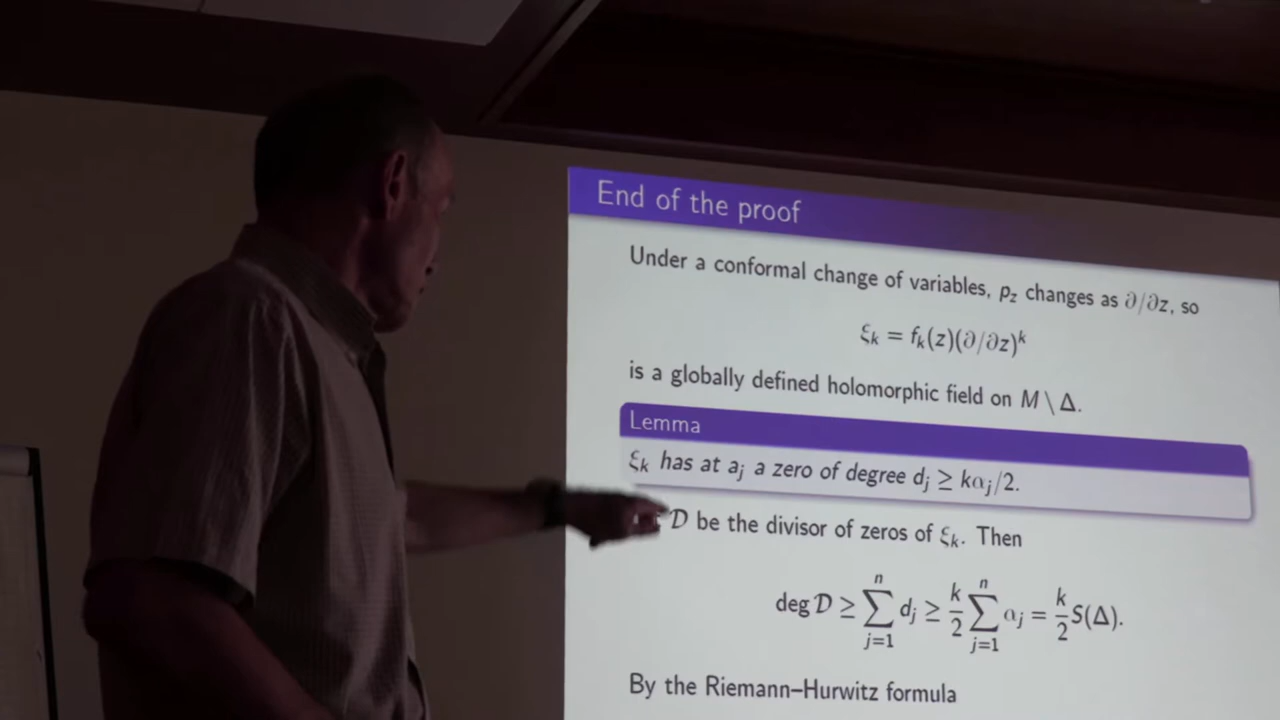 End of the proof
Under a conformal change of variables, p_z changes as ∂/∂z, so
ξ_k = f_k(z)(∂/∂z)^k
is a globally defined holomorphic field on M \ Δ.
Lemma
ξ_k has at a_j a zero of degree d_j ≥ kα_j/2.
D be the divisor of zeros of ξ_k. Then
deg D ≥ ∑_{j=1}^{n} d_j ≥ k/2 ∑_{j=1}^{n} α_j = k/2 S(Δ).
By the Riemann–Hurwitz formula